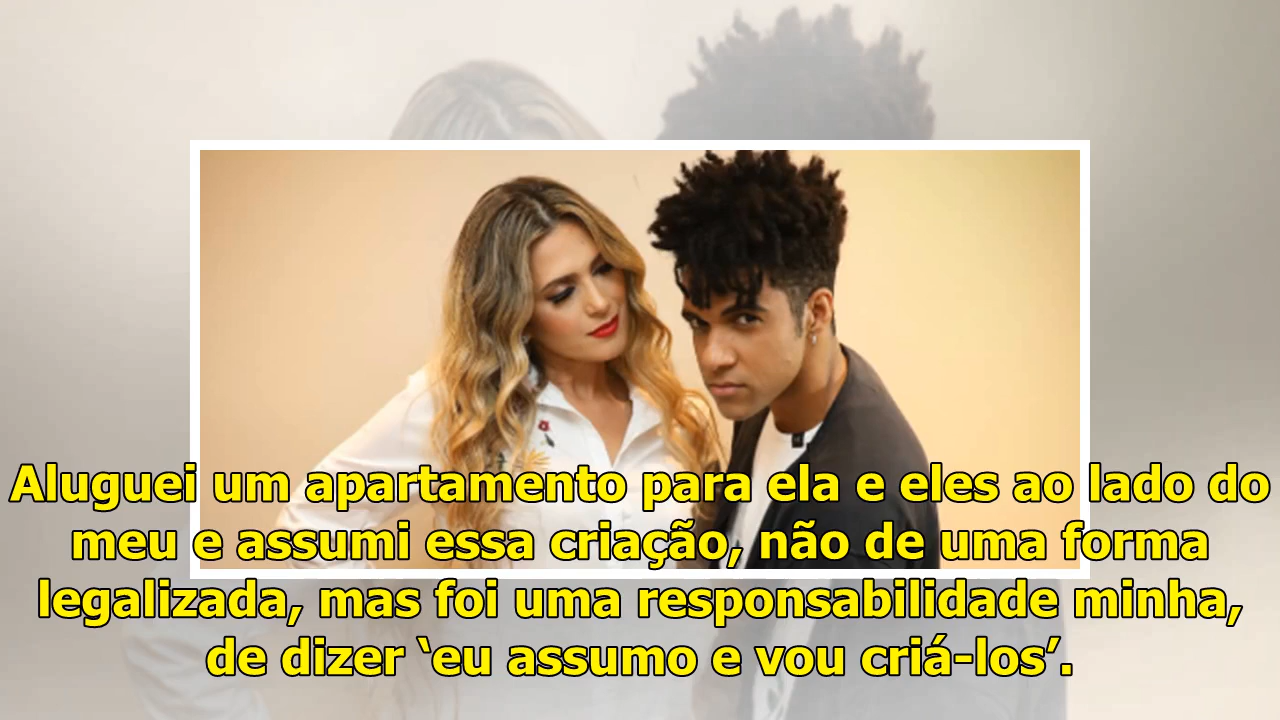 Aluguei um apartamento para ela e eles ao lado do
meu e assumi essa criação, não de uma forma
legalizada, mas foi uma responsabilidade minha,
de dizer ‘eu assumo e vou criá-los’.